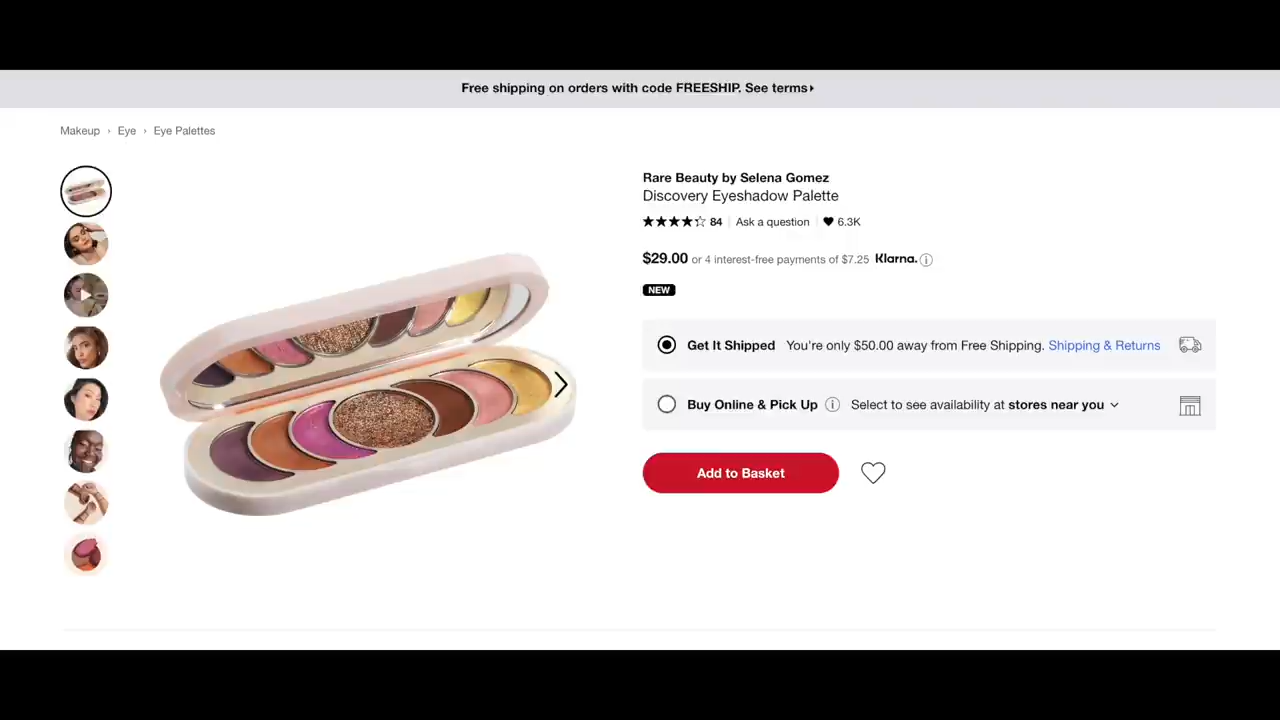 Free shipping on orders with code FREESHIP. See terms
Makeup › Eye › Eye Palettes
Rare Beauty by Selena Gomez
Discovery Eyeshadow Palette
84 Ask a question 6.3K
$29.00 or 4 interest-free payments of $7.25 Klarna.
NEW
Get It Shipped You're only $50.00 away from Free Shipping. Shipping & Returns
Buy Online & Pick Up Select to see availability at stores near you
Add to Basket